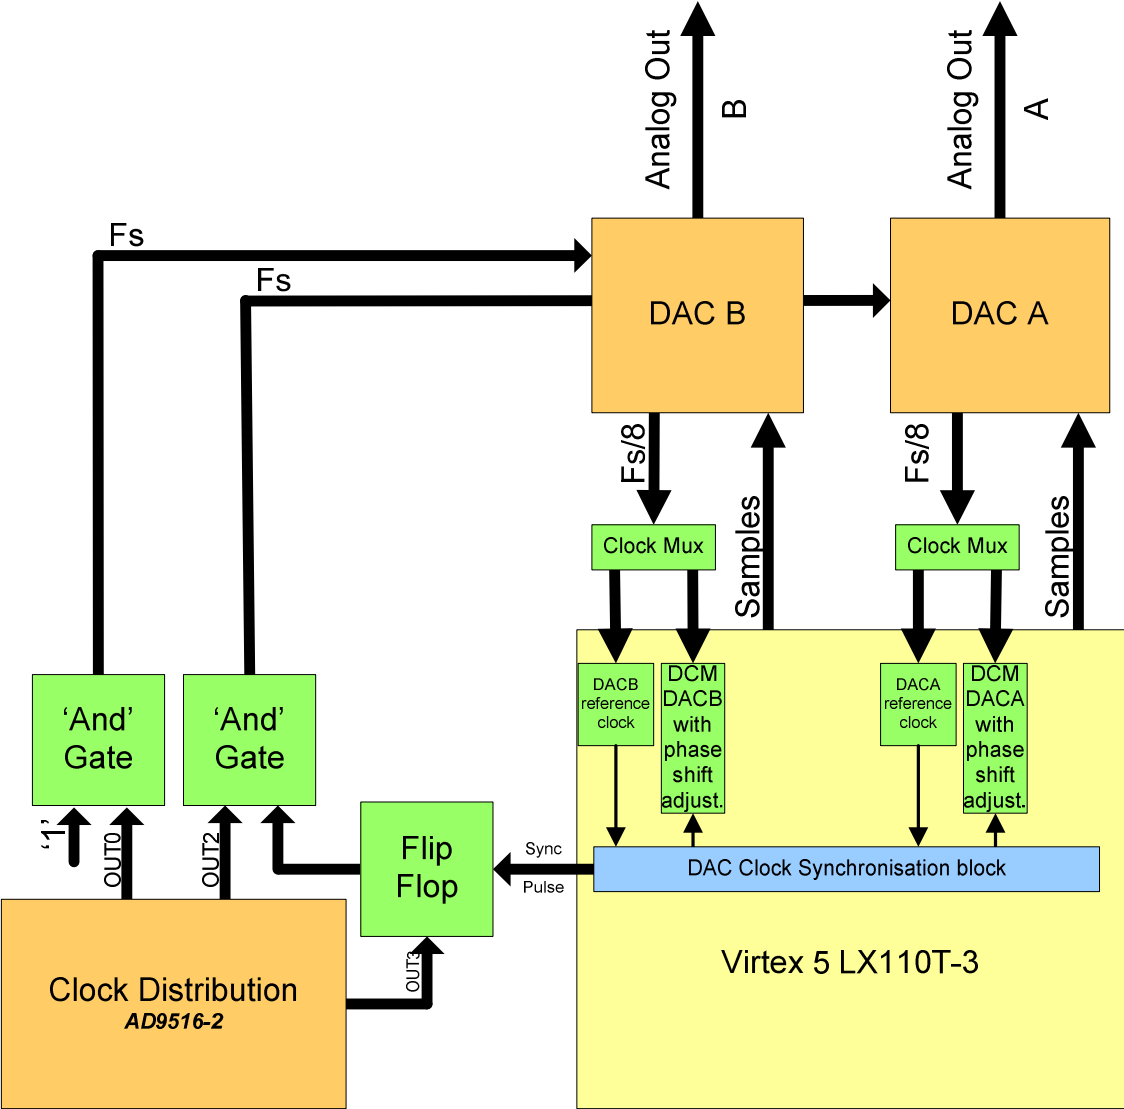 Analog Out
B
Analog Out
A
Fs
Fs
DAC B
DAC A
Fs/8
Samples
Fs/8
Samples
Clock Mux
Clock Mux
DACB
reference
clock
DCM
DACB
with
phase
shift
adjust.
DACA
reference
clock
DCM
DACA
with
phase
shift
adjust.
‘And’
Gate
‘And’
Gate
‘1’
OUT0
OUT2
Flip
Flop
Sync
Pulse
DAC Clock Synchronisation block
OUT3
Virtex 5 LX110T-3
Clock Distribution
AD9516-2